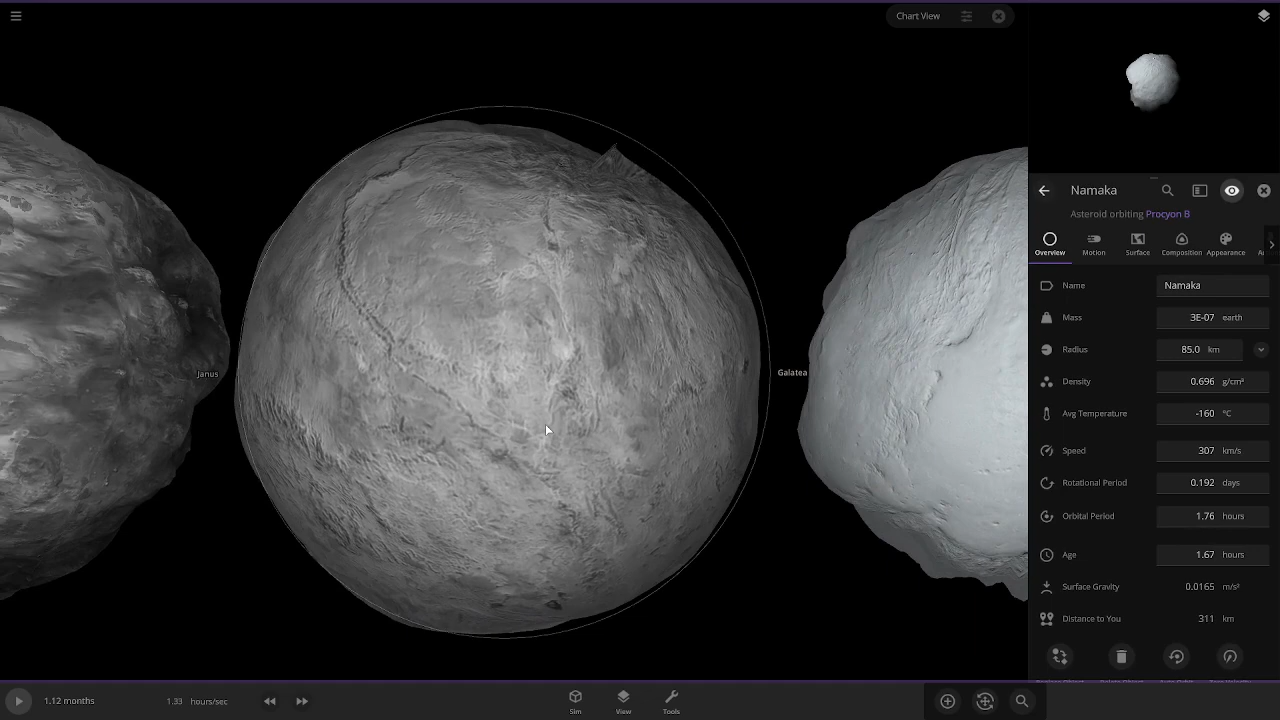 Chart View
Namaka
Asteroid orbiting Procyon B
Overview Motion Surface Composition Appearance
Name Namaka
Mass 3E-07 earth
Radius 85.0 km
Density 0.696 g/cm³
Avg Temperature -160 °C
Speed 307 km/s
Rotational Period 0.192 days
Orbital Period 1.76 hours
Age 1.67 hours
Surface Gravity 0.0165 m/s²
Distance to You 311 km
Janus
Galatea
1.12 months 1.33 hours/sec
Sim View Tools